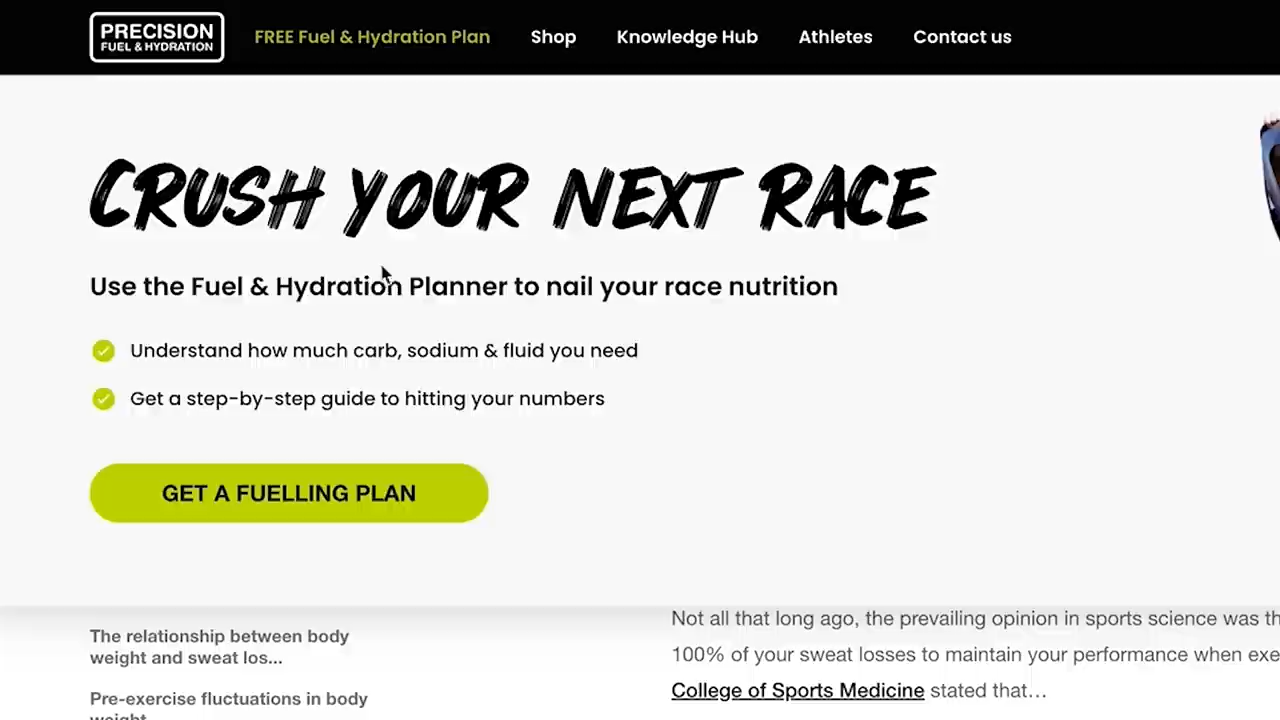 PRECISION
FUEL & HYDRATION
FREE Fuel & Hydration Plan
Shop
Knowledge Hub
Athletes
Contact us
CRUSH YOUR NEXT RACE
Use the Fuel & Hydration Planner to nail your race nutrition
Understand how much carb, sodium & fluid you need
Get a step-by-step guide to hitting your numbers
GET A FUELLING PLAN
The relationship between body
weight and sweat los...
Pre-exercise fluctuations in body
weight
Not all that long ago, the prevailing opinion in sports science was th
100% of your sweat losses to maintain your performance when exe
College of Sports Medicine stated that...